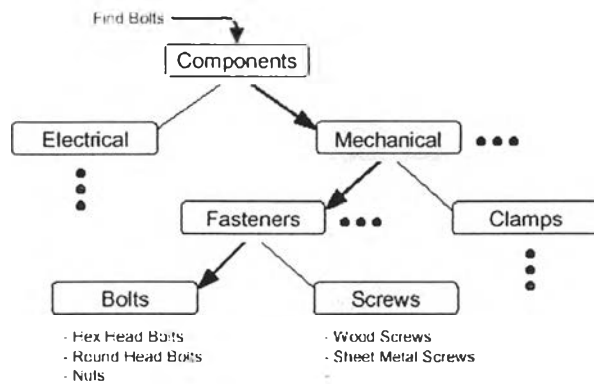 Find Bolts
Components
Electrical
Mechanical
Fasteners
Clamps
Bolts
Screws
- Hex Head Bolts
- Round Head Bolts
- Nuts
- Wood Screws
- Sheet Metal Screws
-